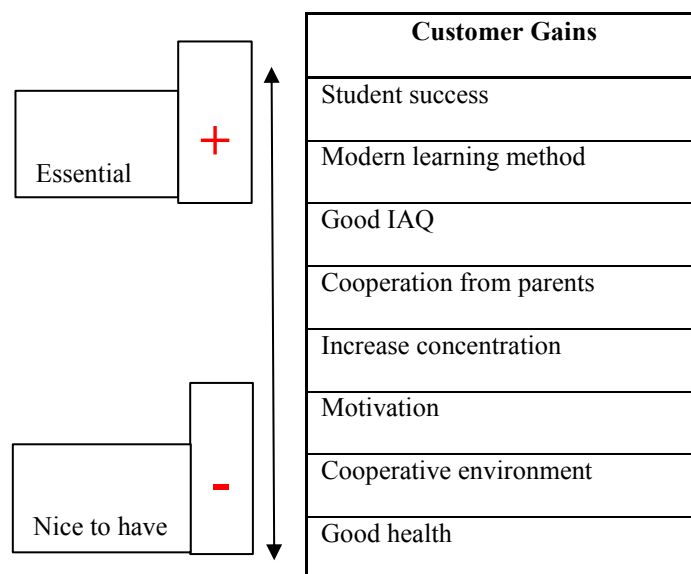 Customer Gains
Student success
+
Essential
Modern learning method
Good IAQ
Cooperation from parents
Increase concentration
Motivation
Cooperative environment
-
Nice to have
Good health